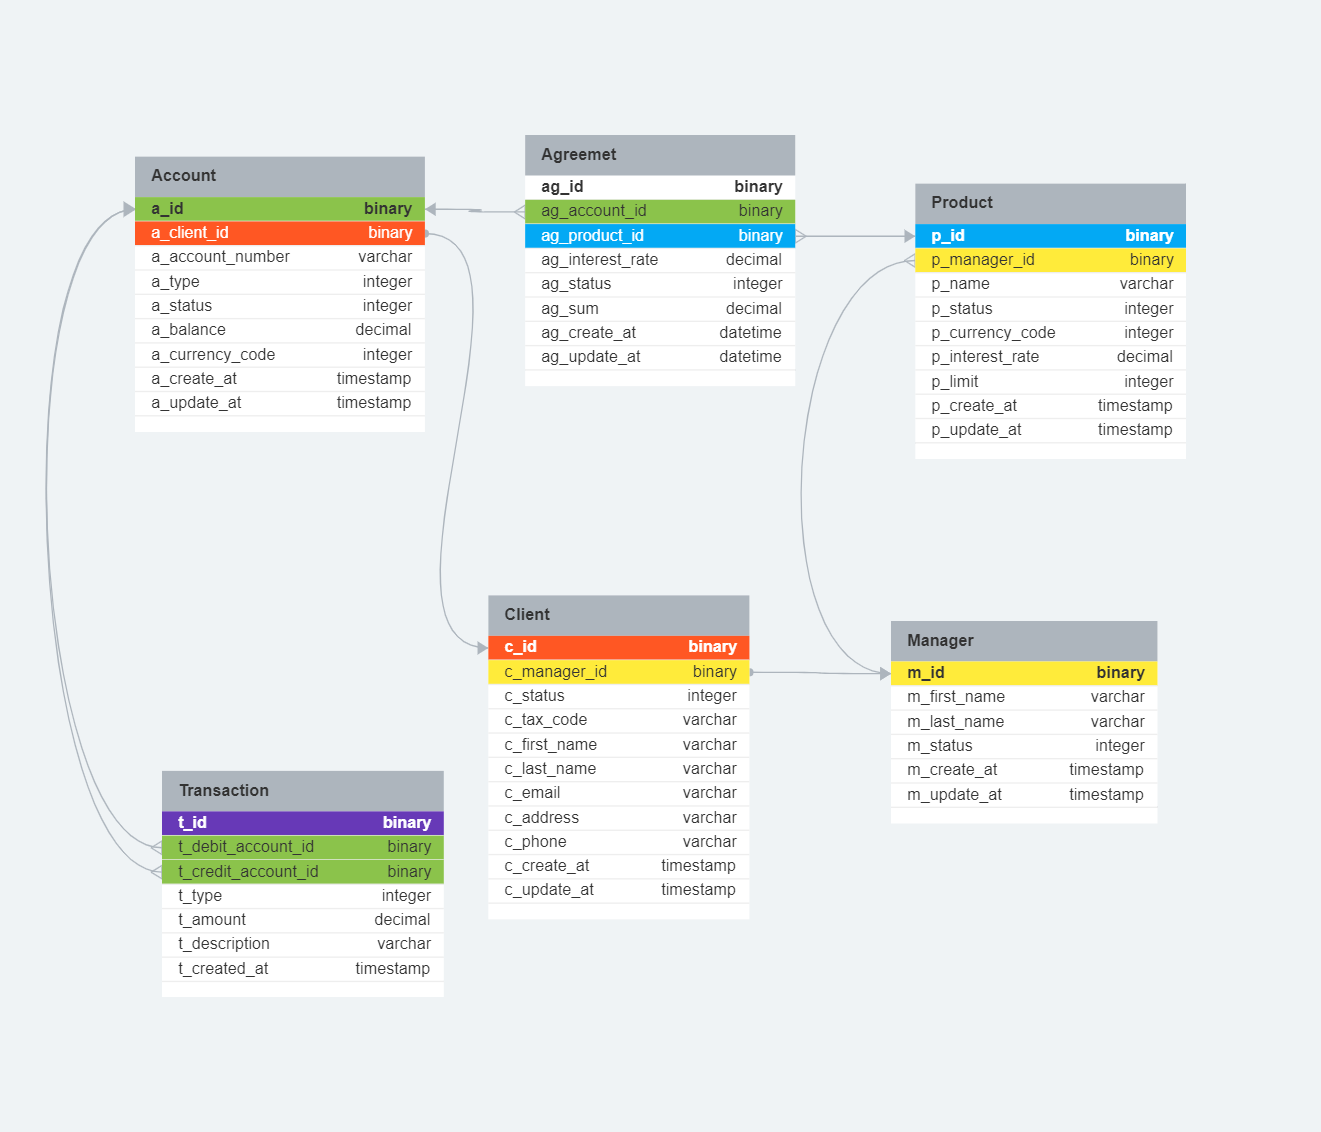 Account
a_id binary
a_client_id binary
a_account_number varchar
a_type integer
a_status integer
a_balance decimal
a_currency_code integer
a_create_at timestamp
a_update_at timestamp
Agreemet
ag_id binary
ag_account_id binary
ag_product_id binary
ag_interest_rate decimal
ag_status integer
ag_sum decimal
ag_create_at datetime
ag_update_at datetime
Product
p_id binary
p_manager_id binary
p_name varchar
p_status integer
p_currency_code integer
p_interest_rate decimal
p_limit integer
p_create_at timestamp
p_update_at timestamp
Client
c_id binary
c_manager_id binary
c_status integer
c_tax_code varchar
c_first_name varchar
c_last_name varchar
c_email varchar
c_address varchar
c_phone varchar
c_create_at timestamp
c_update_at timestamp
Manager
m_id binary
m_first_name varchar
m_last_name varchar
m_status integer
m_create_at timestamp
m_update_at timestamp
Transaction
t_id binary
t_debit_account_id binary
t_credit_account_id binary
t_type integer
t_amount decimal
t_description varchar
t_created_at timestamp